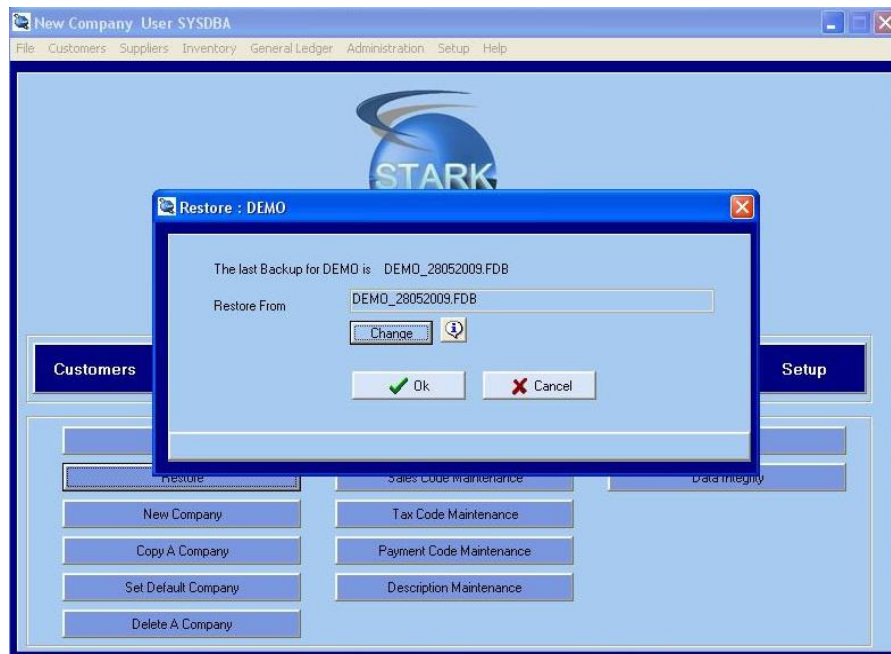 New Company User SYSDBA
File Customers Suppliers Inventory General Ledger Administration Setup Help
STARK
Restore : DEMO
The last Backup for DEMO is DEMO_28052009.FDB
Restore From DEMO_28052009.FDB
Change
Ok Cancel
Customers Setup
Restore Sales Code Maintenance Data Integrity
New Company Tax Code Maintenance
Copy A Company Payment Code Maintenance
Set Default Company Description Maintenance
Delete A Company